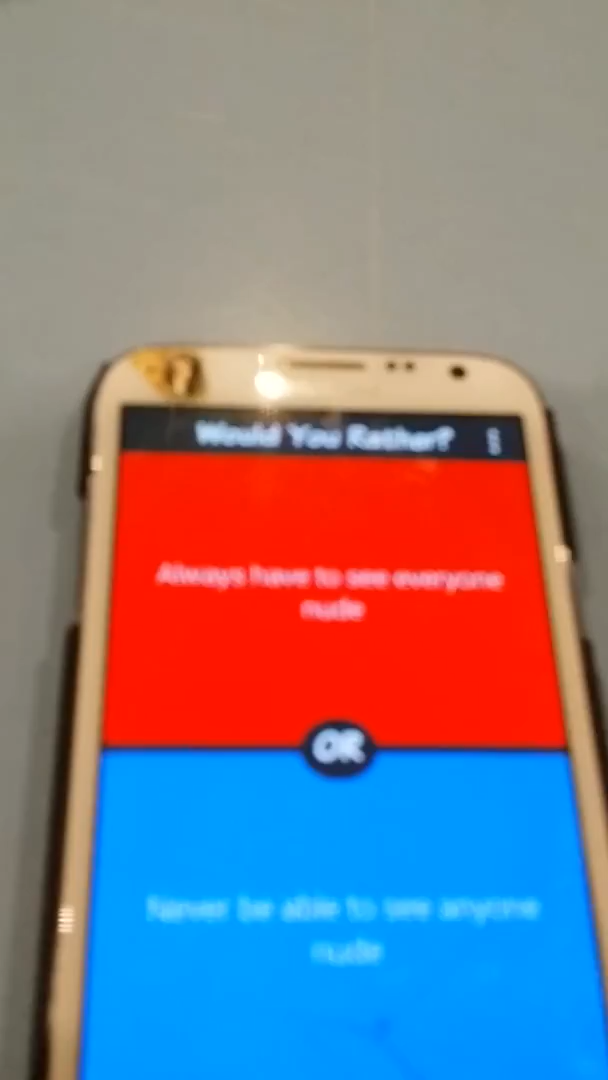 Would You Rather?
Always have to see everyone
nude
OR
Never be able to see anyone
nude